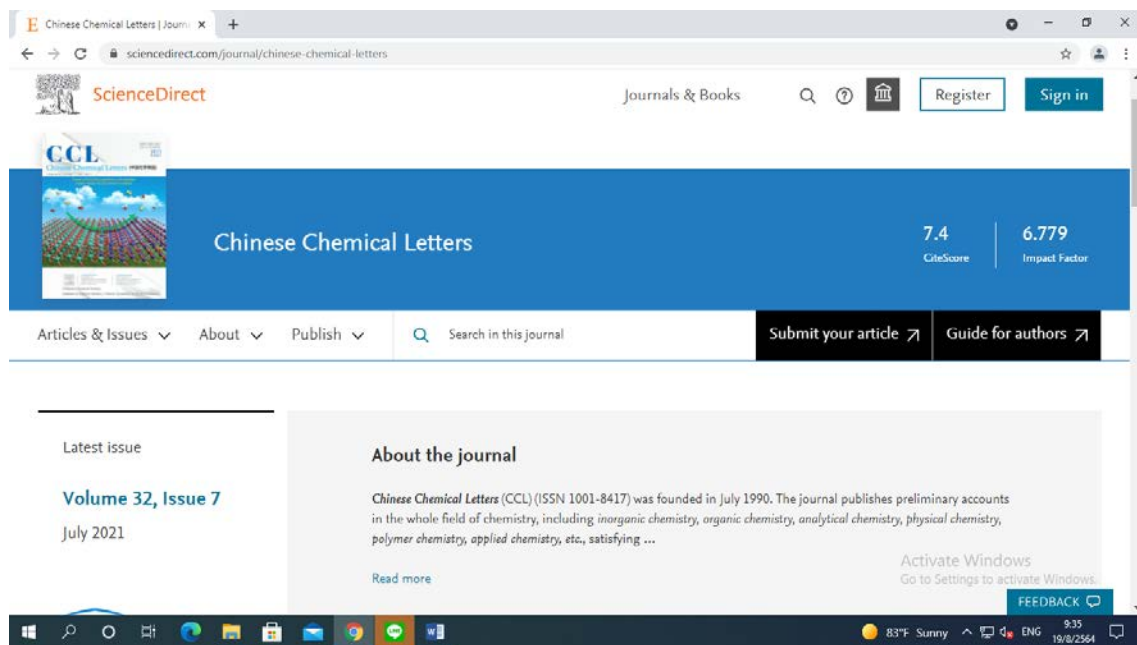 Chinese Chemical Letters | Journ
sciencedirect.com/journal/chinese-chemical-letters
ScienceDirect
Journals & Books
Register
Sign in
CCL
Chinese Chemical Letters
Chinese Chemical Letters
7.4
CiteScore
6.779
Impact Factor
Articles & Issues
About
Publish
Search in this journal
Submit your article
Guide for authors
Latest issue
Volume 32, Issue 7
July 2021
About the journal
Chinese Chemical Letters (CCL) (ISSN 1001-8417) was founded in July 1990. The journal publishes preliminary accounts
in the whole field of chemistry, including inorganic chemistry, organic chemistry, analytical chemistry, physical chemistry,
polymer chemistry, applied chemistry, etc., satisfying ...
Read more
Activate Windows
Go to Settings to activate Windows.
FEEDBACK
83°F Sunny
ENG
9:35
19/8/2564